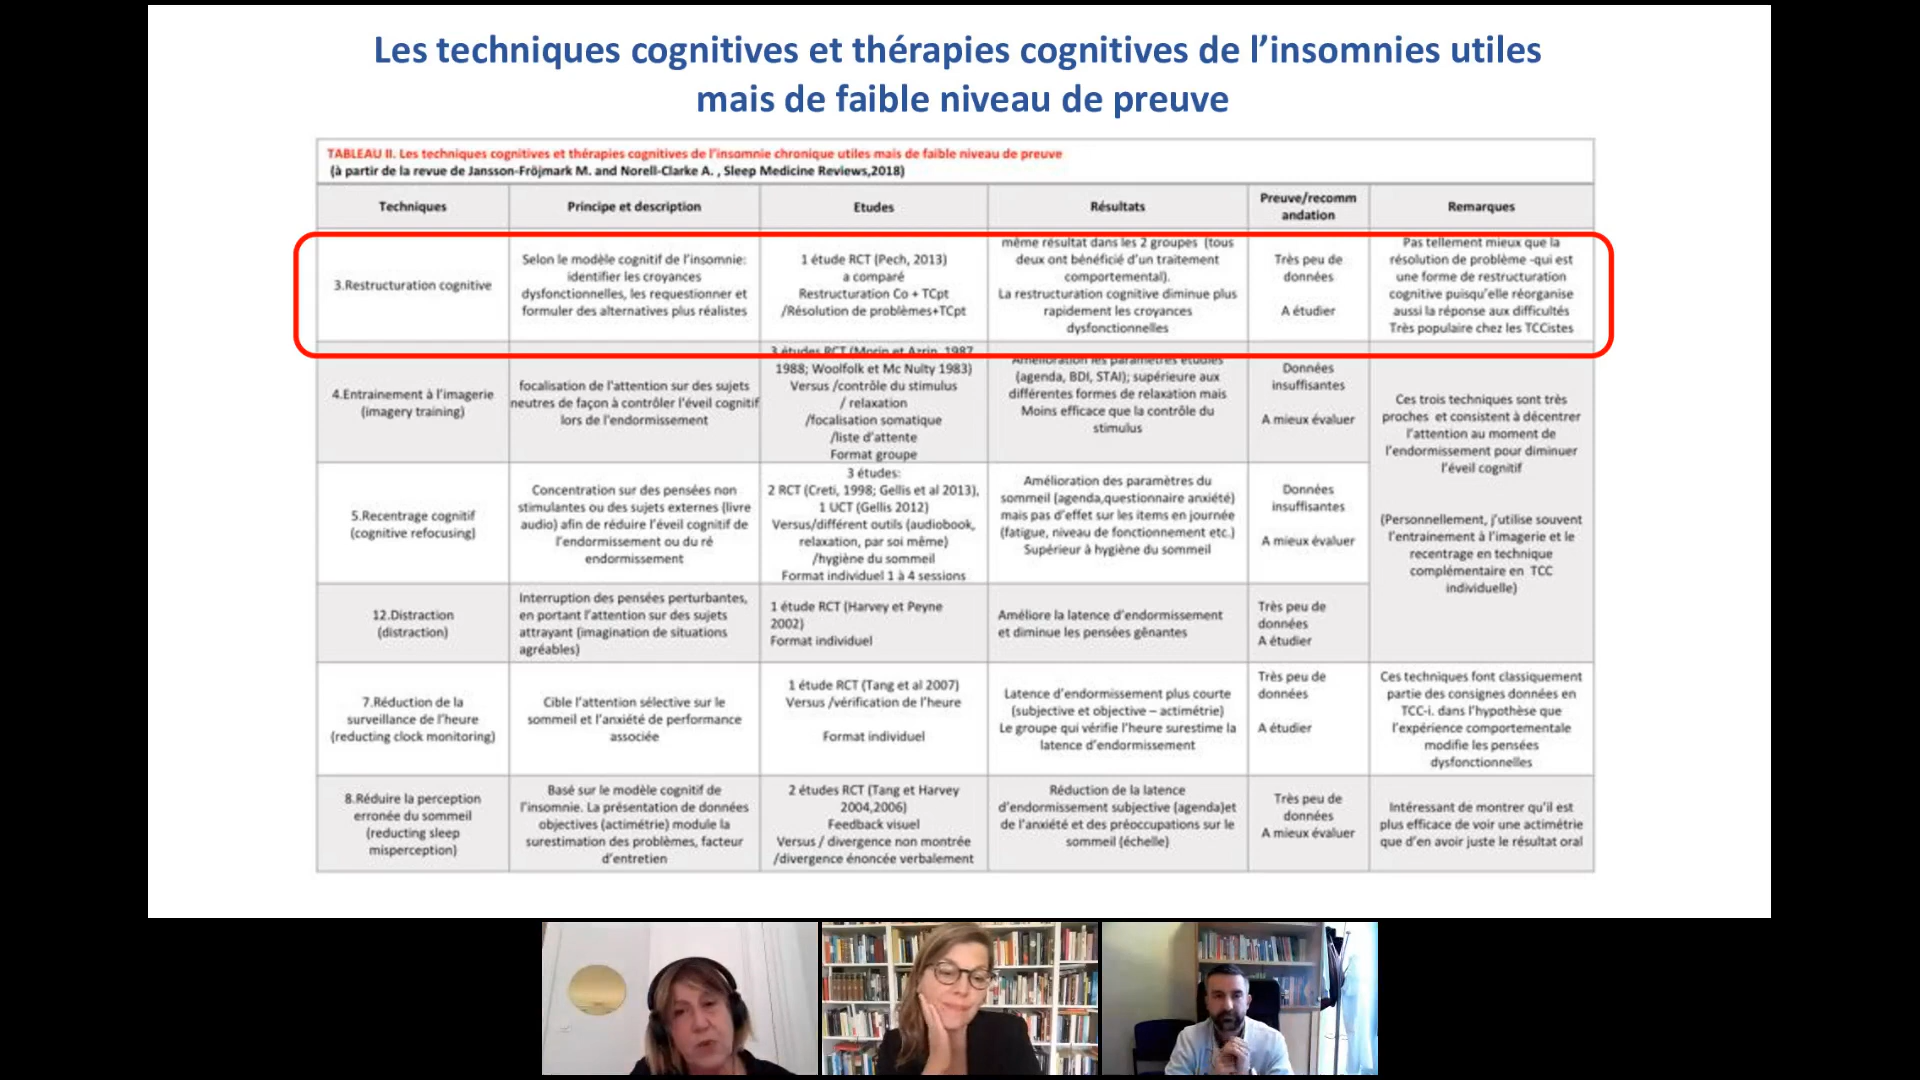 Les techniques cognitives et thérapies cognitives de l’insomnies utiles
mais de faible niveau de preuve
TABLEAU II. Les techniques cognitives et thérapies cognitives de l’insomnie chronique utiles mais de faible niveau de preuve
(à partir de la revue de Jansson-Fröjmark M. and Norell-Clarke A. , Sleep Medicine Reviews,2018)
Techniques
Principe et description
Etudes
Résultats
Preuve/recomm
andation
Remarques
3.Restructuration cognitive
Selon le modèle cognitif de l’insomnie:
identifier les croyances
dysfonctionnelles, les requestionner et
formuler des alternatives plus réalistes
1 étude RCT (Pech, 2013)
a comparé
Restructuration Co + TCpt
/Résolution de problèmes+TCpt
même résultat dans les 2 groupes (tous
deux ont bénéficié d’un traitement
comportemental).
La restructuration cognitive diminue plus
rapidement les croyances
dysfonctionnelles
Très peu de
données
A étudier
Pas tellement mieux que la
résolution de problème -qui est
une forme de restructuration
cognitive puisqu’elle réorganise
aussi la réponse aux difficultés
Très populaire chez les TCCistes
4.Entrainement à l’imagerie
(imagery training)
focalisation de l’attention sur des sujets
neutres de façon à contrôler l’éveil cognitif
lors de l’endormissement
3 études RCT (Morin et Azrin, 1987
1988; Woolfolk et Mc Nulty 1983)
Versus /contrôle du stimulus
/ relaxation
/focalisation somatique
/liste d’attente
Format groupe
Amélioration les paramètres étudiés
(agenda, BDI, STAI); supérieure aux
différentes formes de relaxation mais
Moins efficace que la contrôle du
stimulus
Données
insuffisantes
A mieux évaluer
Ces trois techniques sont très
proches et consistent à décentrer
l’attention au moment de
l’endormissement pour diminuer
l’éveil cognitif
(Personnellement, j’utilise souvent
l’entrainement à l’imagerie et le
recentrage en technique
complémentaire en TCC
individuelle)
5.Recentrage cognitif
(cognitive refocusing)
Concentration sur des pensées non
stimulantes ou des sujets externes (livre
audio) afin de réduire l’éveil cognitif de
l’endormissement ou du ré
endormissement
3 études:
2 RCT (Creti, 1998; Gellis et al 2013),
1 UCT (Gellis 2012)
Versus/différent outils (audiobook,
relaxation, par soi même)
/hygiène du sommeil
Format individuel 1 à 4 sessions
Amélioration des paramètres du
sommeil (agenda,questionnaire anxiété)
mais pas d’effet sur les items en journée
(fatigue, niveau de fonctionnement etc.)
Supèrieur à hygiène du sommeil
Données
insuffisantes
A mieux évaluer
12.Distraction
(distraction)
Interruption des pensées perturbantes,
en portant l’attention sur des sujets
attrayant (imagination de situations
agréables)
1 étude RCT (Harvey et Peyne
2002)
Format individuel
Améliore la latence d’endormissement
et diminue les pensées gênantes
Très peu de
données
A étudier
7.Réduction de la
surveillance de l’heure
(reducting clock monitoring)
Cible l’attention sélective sur le
sommeil et l’anxiété de performance
associée
1 étude RCT (Tang et al 2007)
Versus /vérification de l’heure
Format individuel
Latence d’endormissement plus courte
(subjective et objective – actimétrie)
Le groupe qui vérifie l’heure surestime la
latence d’endormissement
Très peu de
données
A étudier
Ces techniques font classiquement
partie des consignes données en
TCC-i. dans l’hypothèse que
l’expérience comportementale
modifie les pensées
dysfonctionnelles
8.Réduire la perception
erronée du sommeil
(reducting sleep
misperception)
Basé sur le modèle cognitif de
l’insomnie. La présentation de données
objectives (actimétrie) module la
surestimation des problèmes, facteur
d’entretien
2 études RCT (Tang et Harvey
2004,2006)
Feedback visuel
Versus / divergence non montrée
/divergence énoncée verbalement
Réduction de la latence
d’endormissement subjective (agenda)et
de l’anxiété et des préoccupations sur le
sommeil (échelle)
Très peu de
données
A mieux évaluer
Intéressant de montrer qu’il est
plus efficace de voir une actimétrie
que d’en avoir juste le résultat oral